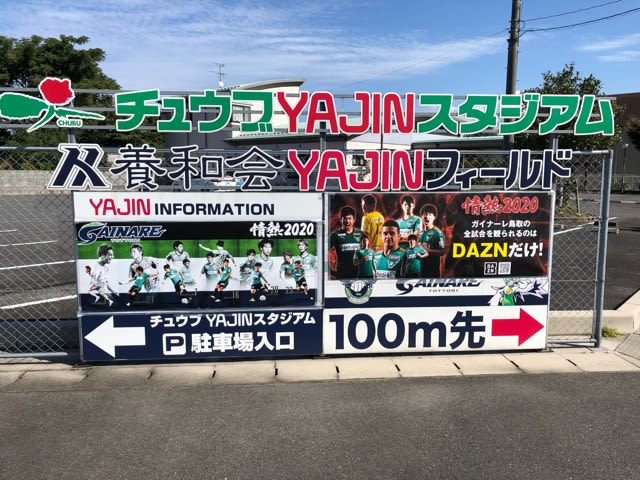 CHUBU
チュウブYAJINスタジアム
養和会YAJINフィールド
YAJIN INFORMATION
GAINARE
TOTTORI
情熱2020
情熱2020
ガイナーレ鳥取の
全試合を観られるのは
DAZNだけ!
DAZN
GAINARE
TOTTORI
チュウブ YAJINスタジアム
P 駐車場入口
100m先